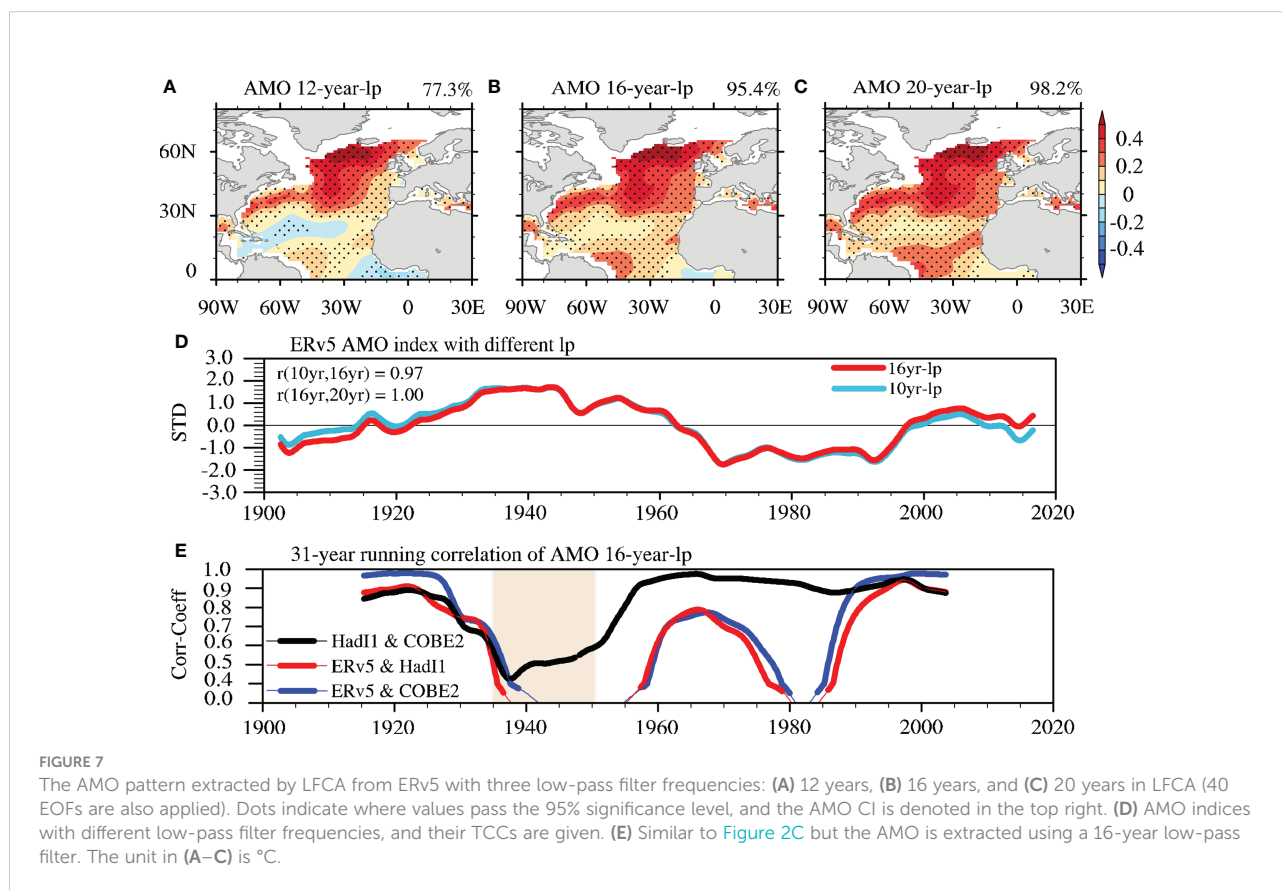 A AMO 12-year-lp 77.3%
B AMO 16-year-lp 95.4%
C AMO 20-year-lp 98.2%
60N
30N
0
90W 60W 30W 0 30E
90W 60W 30W 0 30E
90W 60W 30W 0 30E
0.4
0.2
0
-0.2
-0.4
D ERv5 AMO index with different lp
r(10yr,16yr) = 0.97
r(16yr,20yr) = 1.00
16yr-lp
10yr-lp
STD
3.0
2.0
1.0
0.0
-1.0
-2.0
-3.0
1900 1920 1940 1960 1980 2000 2020
E 31-year running correlation of AMO 16-year-lp
Corr-Coeff
1.0
0.9
0.8
0.7
0.6
0.5
0.4
0.0
HadI1 & COBE2
ERv5 & HadI1
ERv5 & COBE2
1900 1920 1940 1960 1980 2000 2020
FIGURE 7
The AMO pattern extracted by LFCA from ERv5 with three low-pass filter frequencies: (A) 12 years, (B) 16 years, and (C) 20 years in LFCA (40
EOFs are also applied). Dots indicate where values pass the 95% significance level, and the AMO CI is denoted in the top right. (D) AMO indices
with different low-pass filter frequencies, and their TCCs are given. (E) Similar to Figure 2C but the AMO is extracted using a 16-year low-pass
filter. The unit in (A–C) is °C.